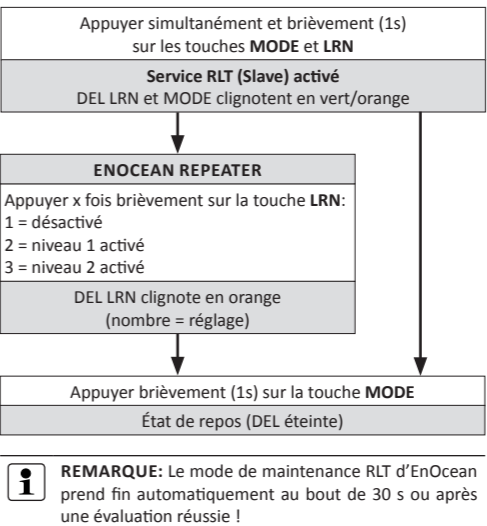 Appuyer simultanément et brièvement (1s)
sur les touches MODE et LRN
Service RLT (Slave) activé
DEL LRN et MODE clignotent en vert/orange
ENOCEAN REPEATER
Appuyer x fois brièvement sur la touche LRN:
1 = désactivé
2 = niveau 1 activé
3 = niveau 2 activé
DEL LRN clignote en orange
(nombre = réglage)
Appuyer brièvement (1s) sur la touche MODE
État de repos (DEL éteinte)
REMARQUE: Le mode de maintenance RLT d’EnOcean
prend fin automatiquement au bout de 30 s ou après
une évaluation réussie !